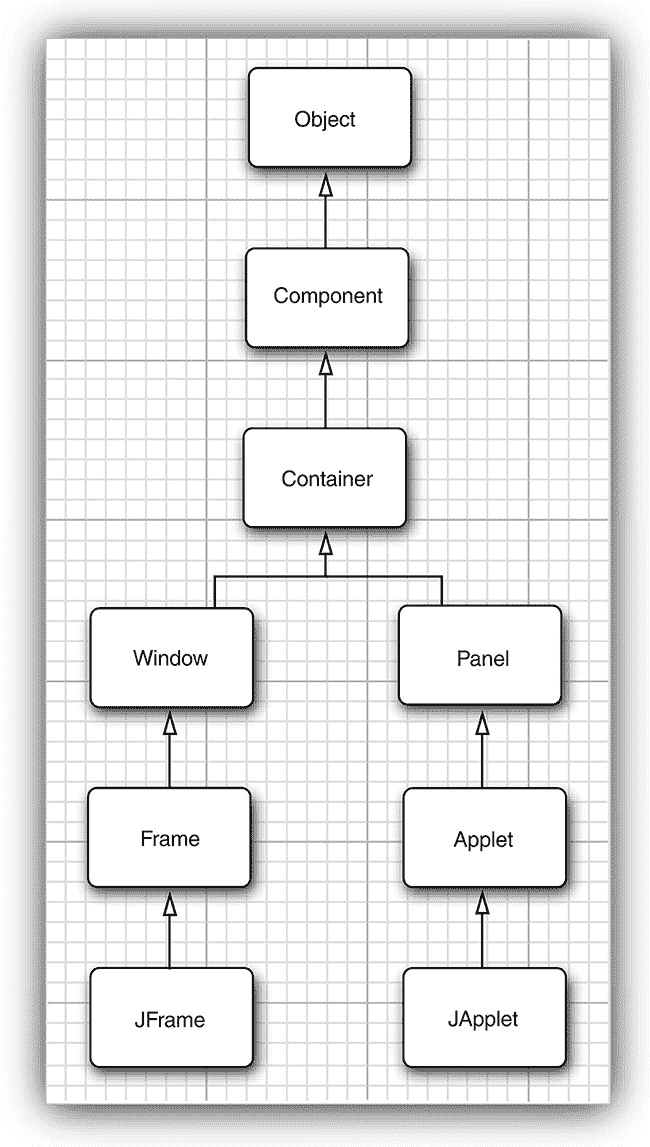 Object
Component
Container
Window
Panel
Frame
Applet
JFrame
JApplet